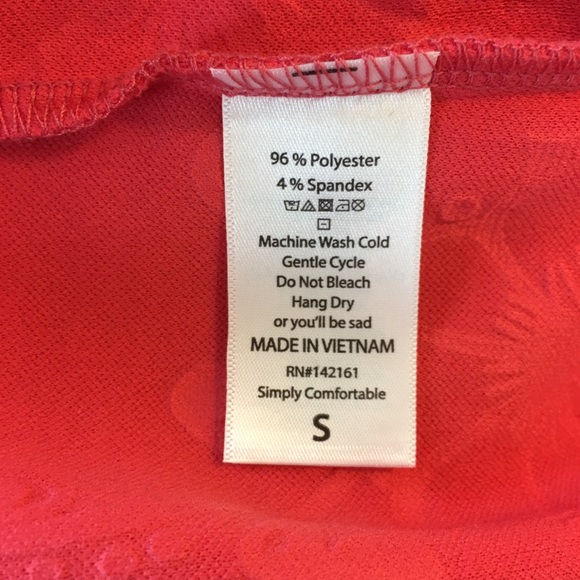 96 % Polyester
4 % Spandex
Machine Wash Cold
Gentle Cycle
Do Not Bleach
Hang Dry
or you'll be sad
MADE IN VIETNAM
RN#142161
Simply Comfortable
S